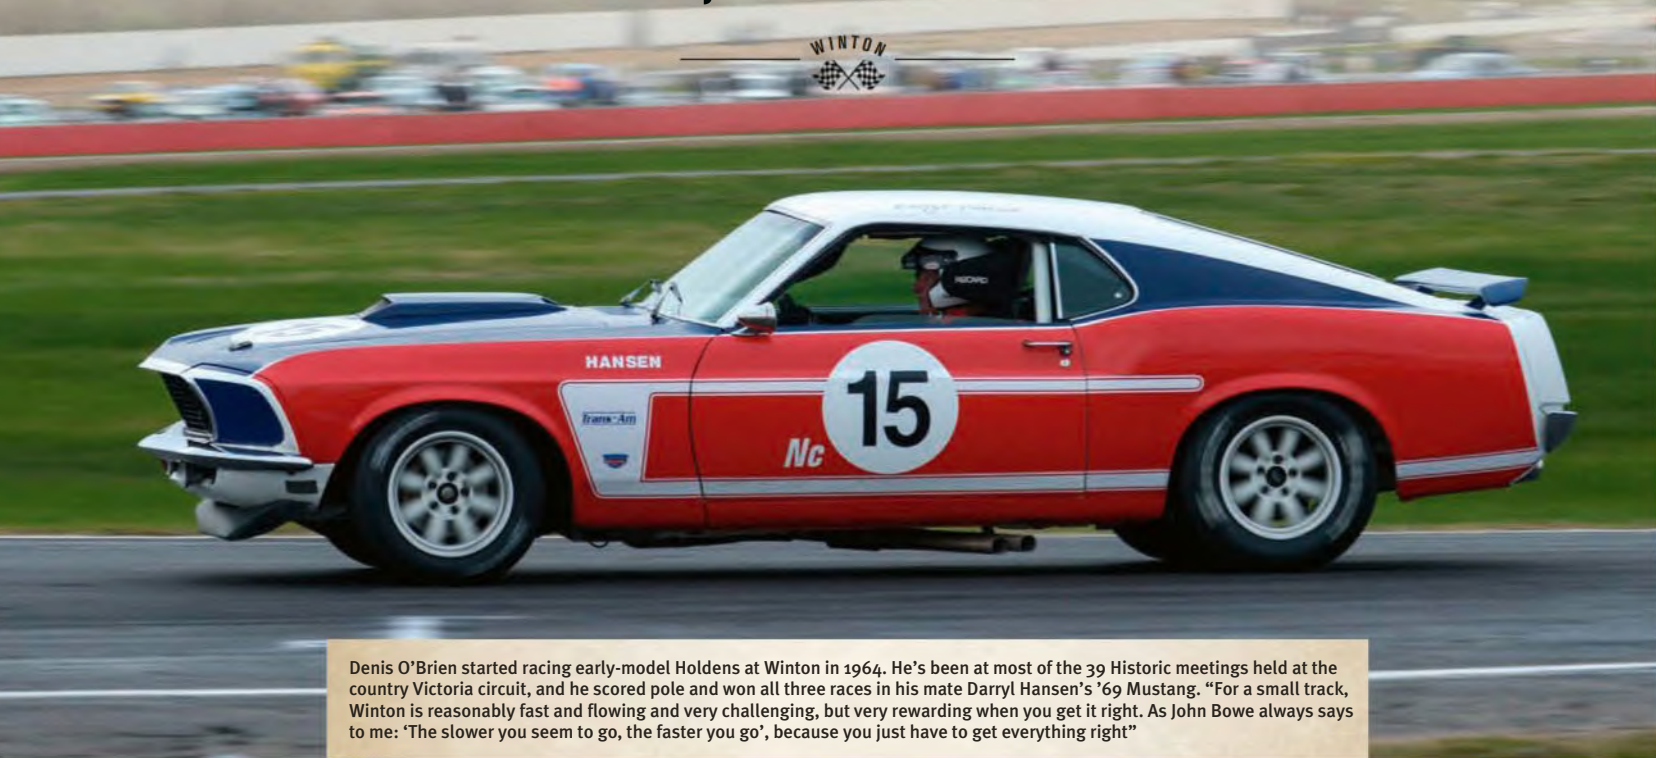 WINTON
RECARO
HANSEN
Trans-Am
Nc
15
Denis O’Brien started racing early-model Holdens at Winton in 1964. He’s been at most of the 39 Historic meetings held at the
country Victoria circuit, and he scored pole and won all three races in his mate Darryl Hansen’s ’69 Mustang. “For a small track,
Winton is reasonably fast and flowing and very challenging, but very rewarding when you get it right. As John Bowe always says
to me: ‘The slower you seem to go, the faster you go’, because you just have to get everything right”